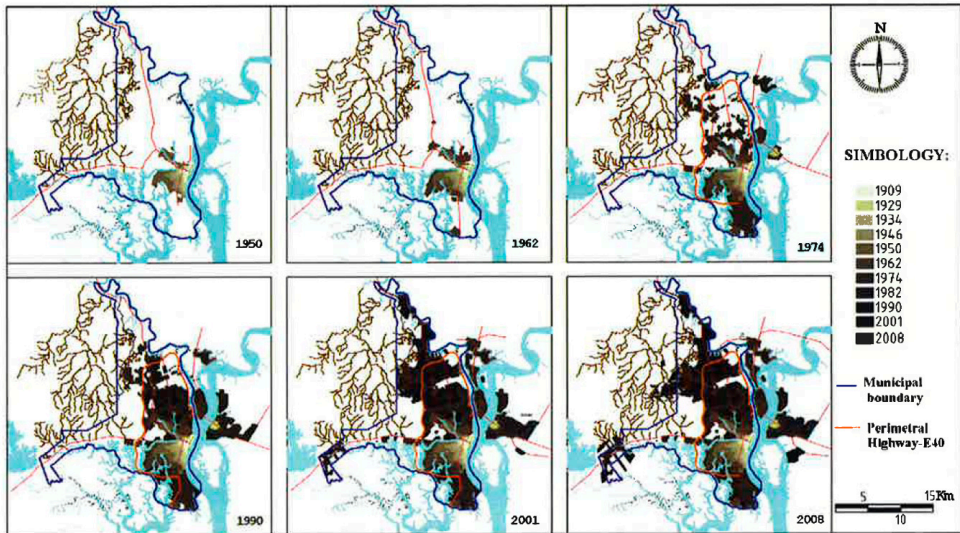 1950
1962
1974
1990
2001
2008
N
SIMBOLOGY:
1909
1929
1934
1946
1950
1962
1974
1982
1990
2001
2008
Municipal
boundary
Perimetral
Highway-E40
5 15Km
10